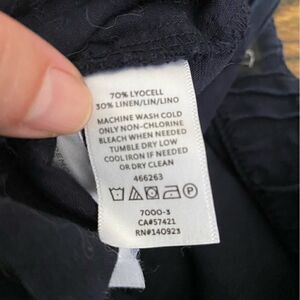 70% LYOCELL
30% LINEN/LIN/LINO
MACHINE WASH COLD
ONLY NON-CHLORINE
BLEACH WHEN NEEDED
TUMBLE DRY LOW
COOL IRON IF NEEDED
OR DRY CLEAN
466263
7000-3
CA#57421
RN#140923